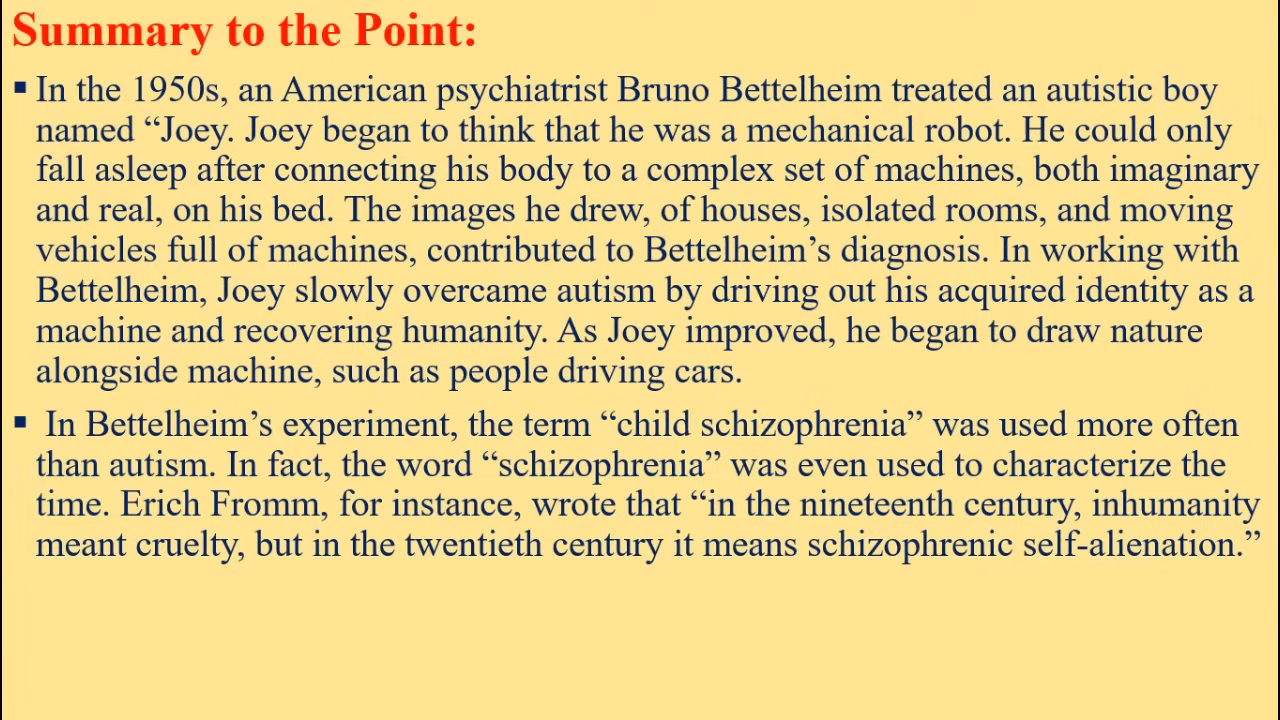 Summary to the Point:
▪ In the 1950s, an American psychiatrist Bruno Bettelheim treated an autistic boy
named “Joey. Joey began to think that he was a mechanical robot. He could only
fall asleep after connecting his body to a complex set of machines, both imaginary
and real, on his bed. The images he drew, of houses, isolated rooms, and moving
vehicles full of machines, contributed to Bettelheim’s diagnosis. In working with
Bettelheim, Joey slowly overcame autism by driving out his acquired identity as a
machine and recovering humanity. As Joey improved, he began to draw nature
alongside machine, such as people driving cars.
▪ In Bettelheim’s experiment, the term “child schizophrenia” was used more often
than autism. In fact, the word “schizophrenia” was even used to characterize the
time. Erich Fromm, for instance, wrote that “in the nineteenth century, inhumanity
meant cruelty, but in the twentieth century it means schizophrenic self-alienation.”